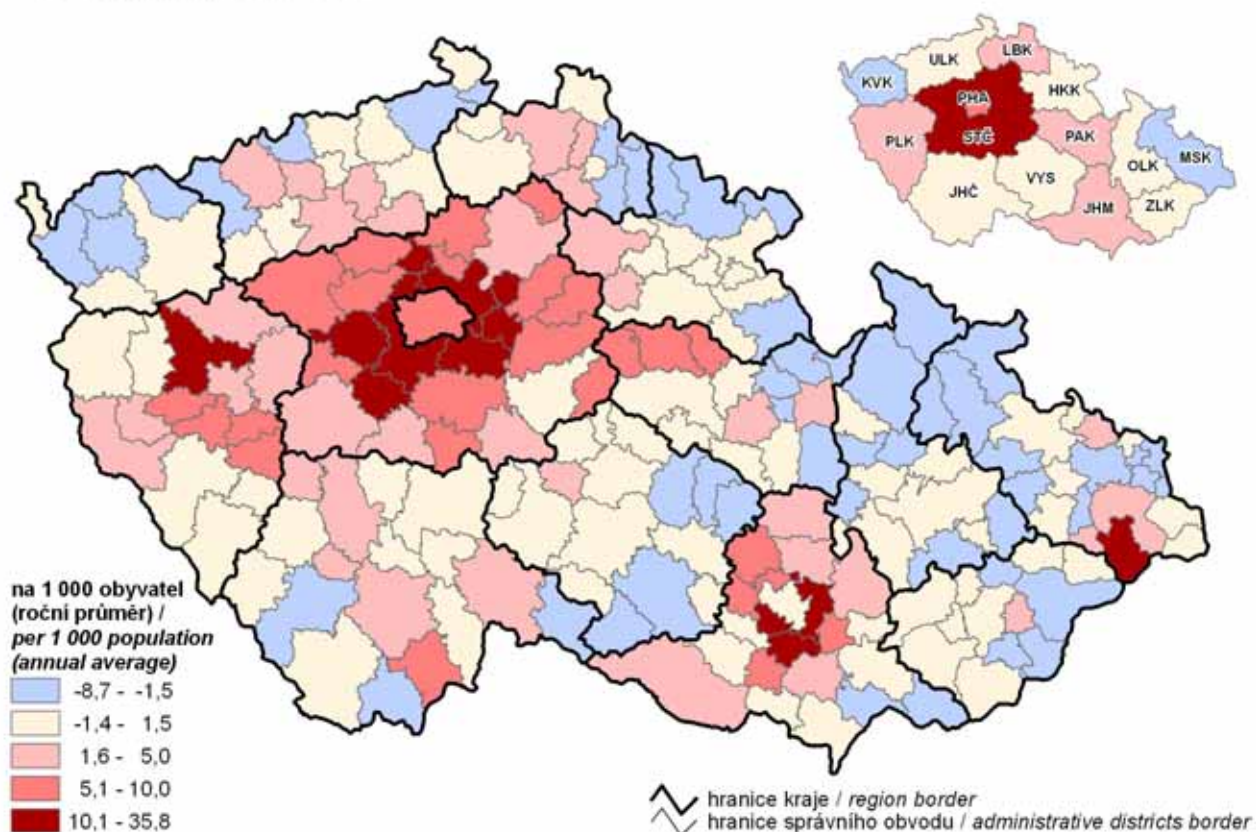 LBK
ULK
KVK
HKK
PHA
STČ
PLK
PAK
OLK
MSK
VYS
JHČ
JHM
ZLK
na 1 000 obyvatel
(roční průměr) /
per 1 000 population
(annual average)
-8,7 - -1,5
-1,4 - 1,5
1,6 - 5,0
5,1 - 10,0
10,1 - 35,8
hranice kraje / region border
hranice správního obvodu / administrative districts border